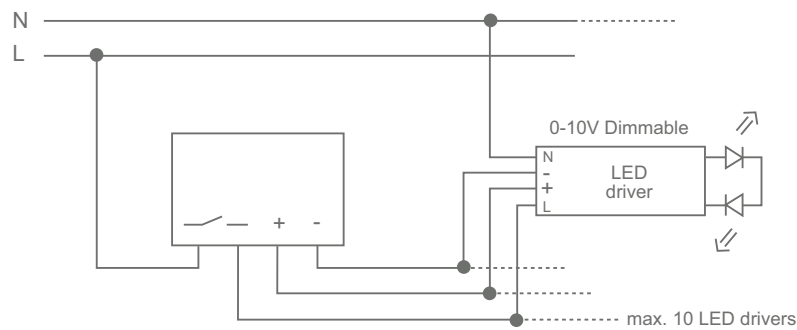 N
L
0-10V Dimmable
N
-
+
L
LED
driver
+ -
max. 10 LED drivers